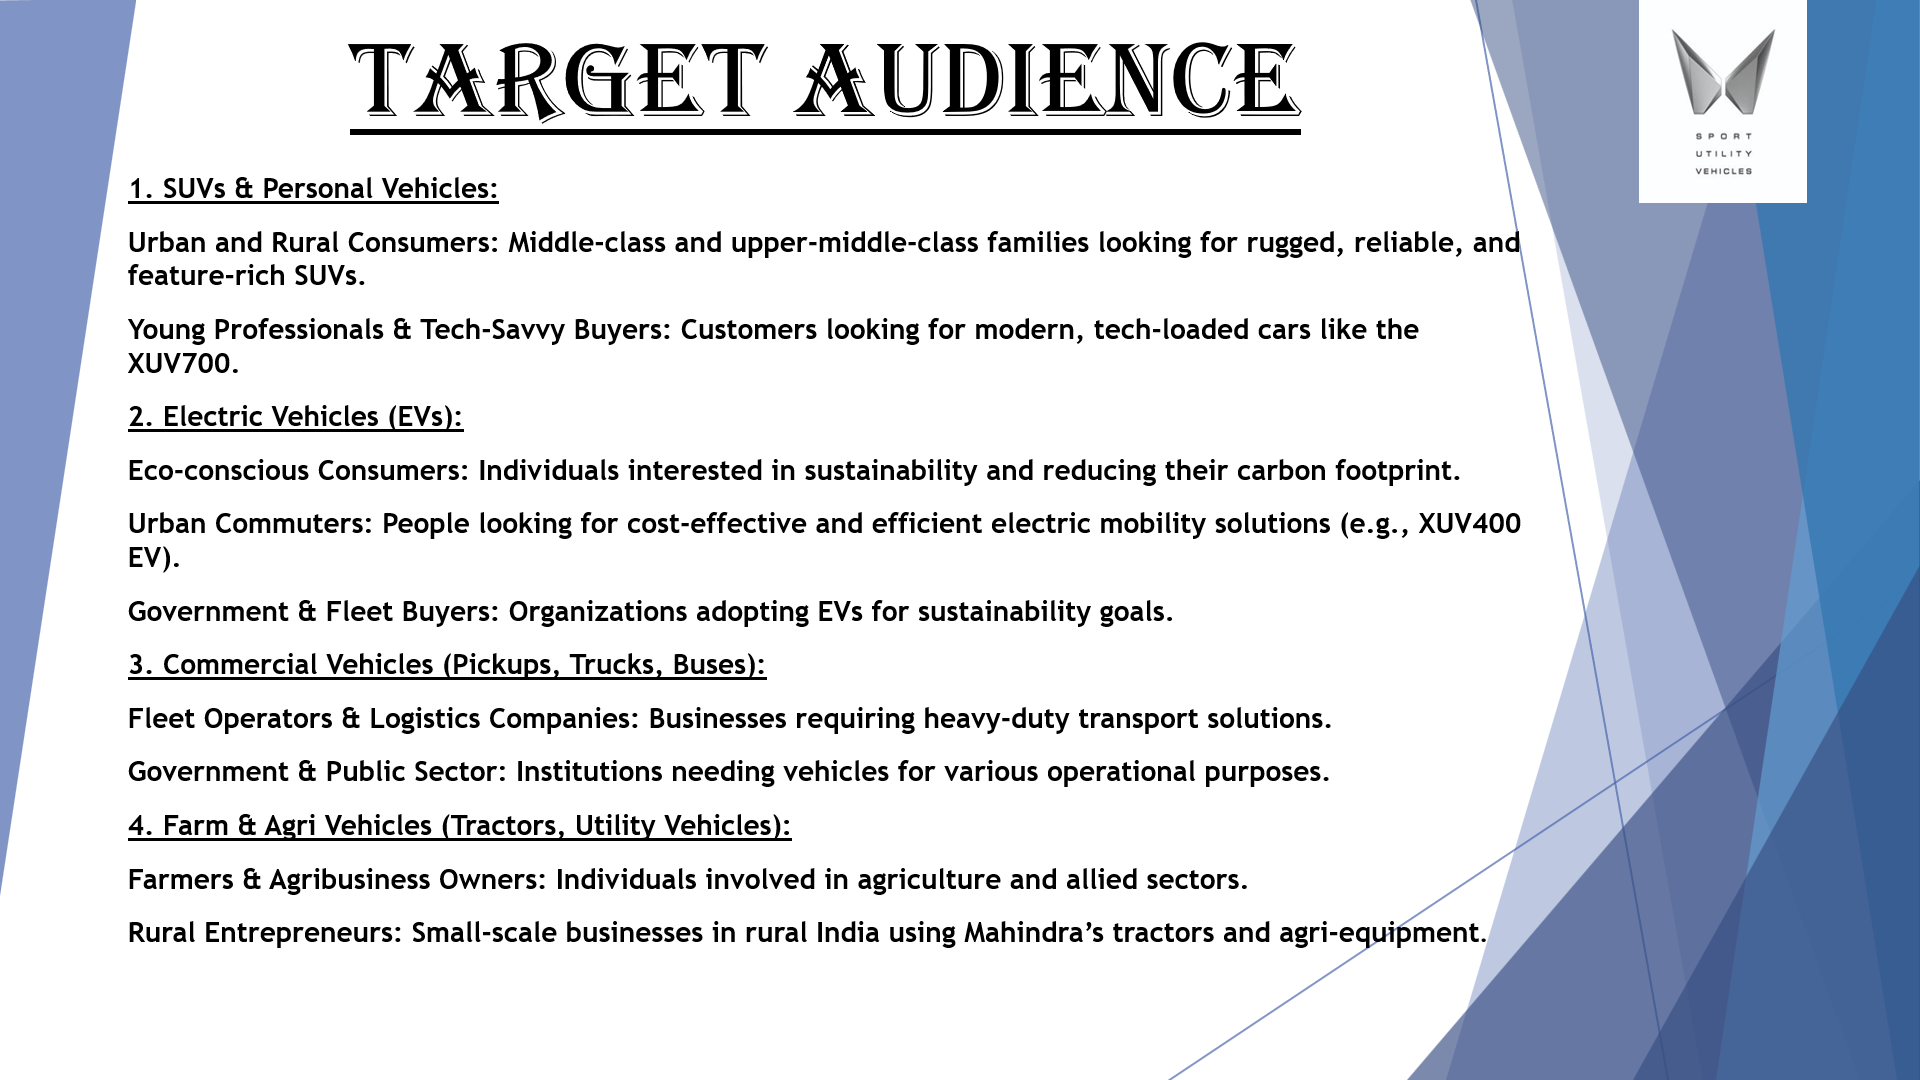 TARGET AUDIENCE
SPORT
UTILITY
VEHICLES
1. SUVs & Personal Vehicles:
Urban and Rural Consumers: Middle-class and upper-middle-class families looking for rugged, reliable, and
feature-rich SUVs.
Young Professionals & Tech-Savvy Buyers: Customers looking for modern, tech-loaded cars like the
XUV700.
2. Electric Vehicles (EVs):
Eco-conscious Consumers: Individuals interested in sustainability and reducing their carbon footprint.
Urban Commuters: People looking for cost-effective and efficient electric mobility solutions (e.g., XUV400
EV).
Government & Fleet Buyers: Organizations adopting EVs for sustainability goals.
3. Commercial Vehicles (Pickups, Trucks, Buses):
Fleet Operators & Logistics Companies: Businesses requiring heavy-duty transport solutions.
Government & Public Sector: Institutions needing vehicles for various operational purposes.
4. Farm & Agri Vehicles (Tractors, Utility Vehicles):
Farmers & Agribusiness Owners: Individuals involved in agriculture and allied sectors.
Rural Entrepreneurs: Small-scale businesses in rural India using Mahindra’s tractors and agri-equipment.